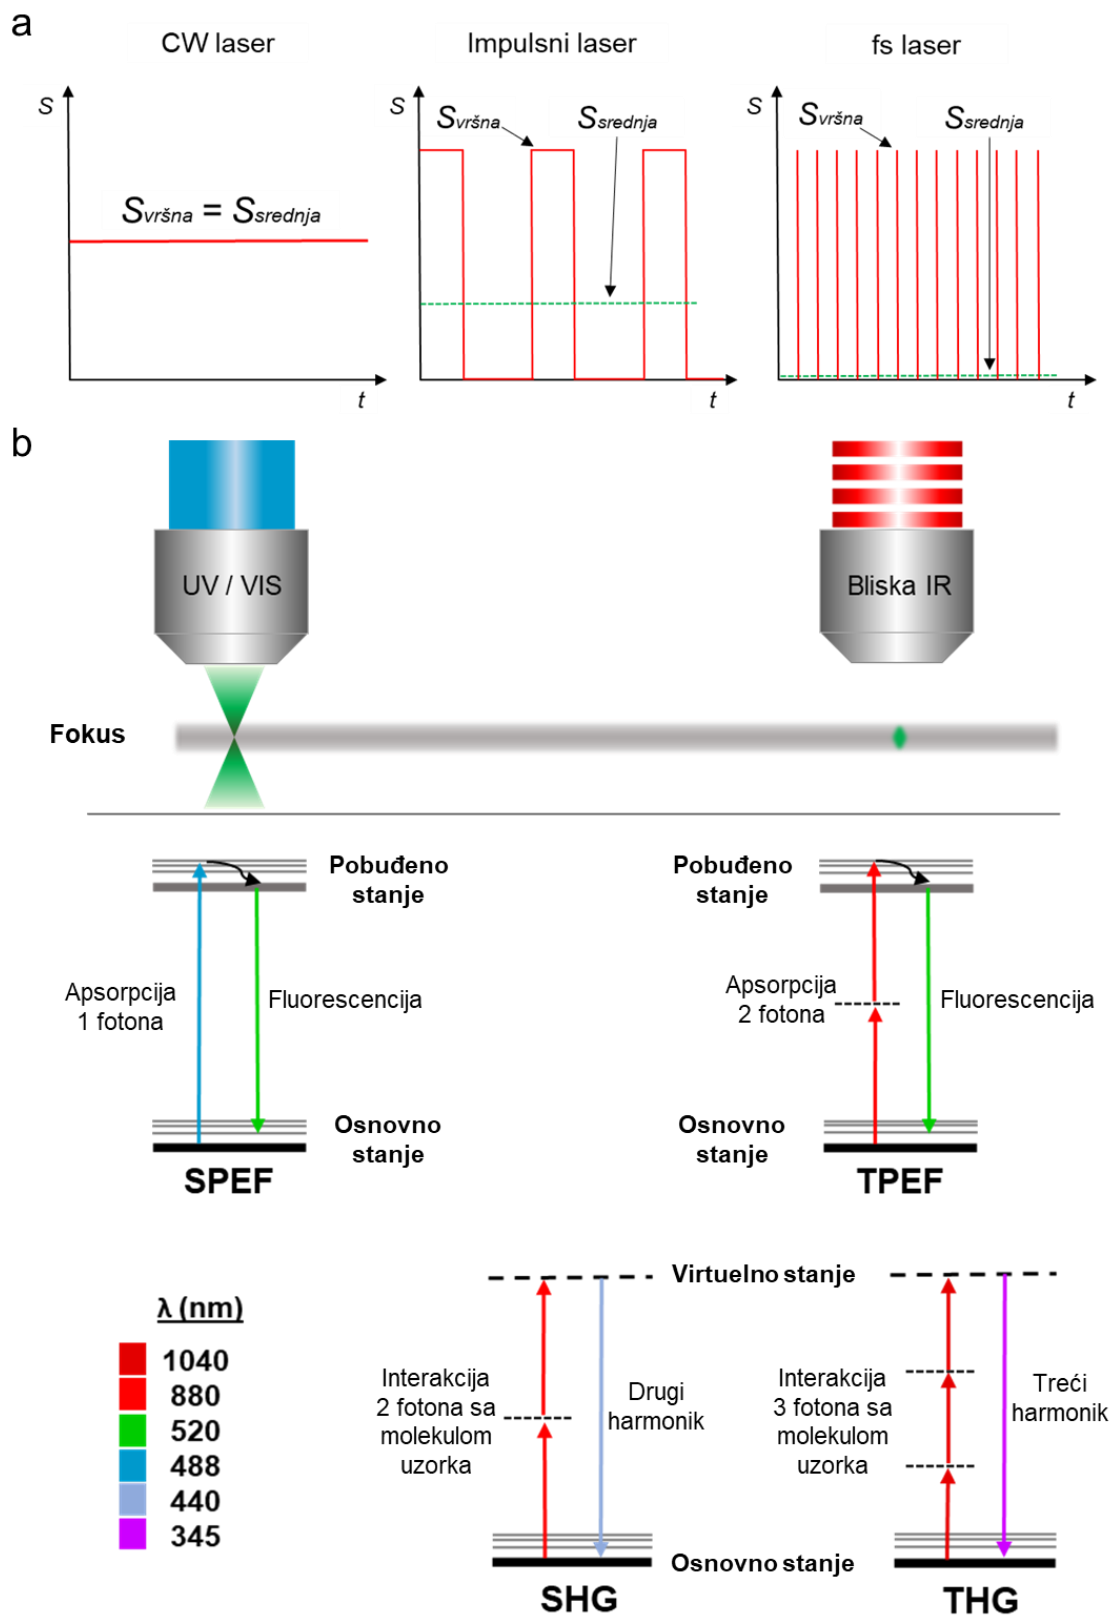 a
CW laser
Impulsni laser
fs laser
S
Svršna = Ssrednja
t
S
Svršna
Ssrednja
t
S
Svršna
Ssrednja
t
b
UV / VIS
Bliska IR
Fokus
Pobuđeno
stanje
Apsorpcija
1 fotona
Fluorescencija
Osnovno
stanje
SPEF
Pobuđeno
stanje
Apsorpcija
2 fotona
Fluorescencija
Osnovno
stanje
TPEF
λ (nm)
1040
880
520
488
440
345
Virtuelno stanje
Interakcija
2 fotona sa
molekulom
uzorka
Drugi
harmonik
Interakcija
3 fotona sa
molekulom
uzorka
Treći
harmonik
Osnovno stanje
SHG
THG